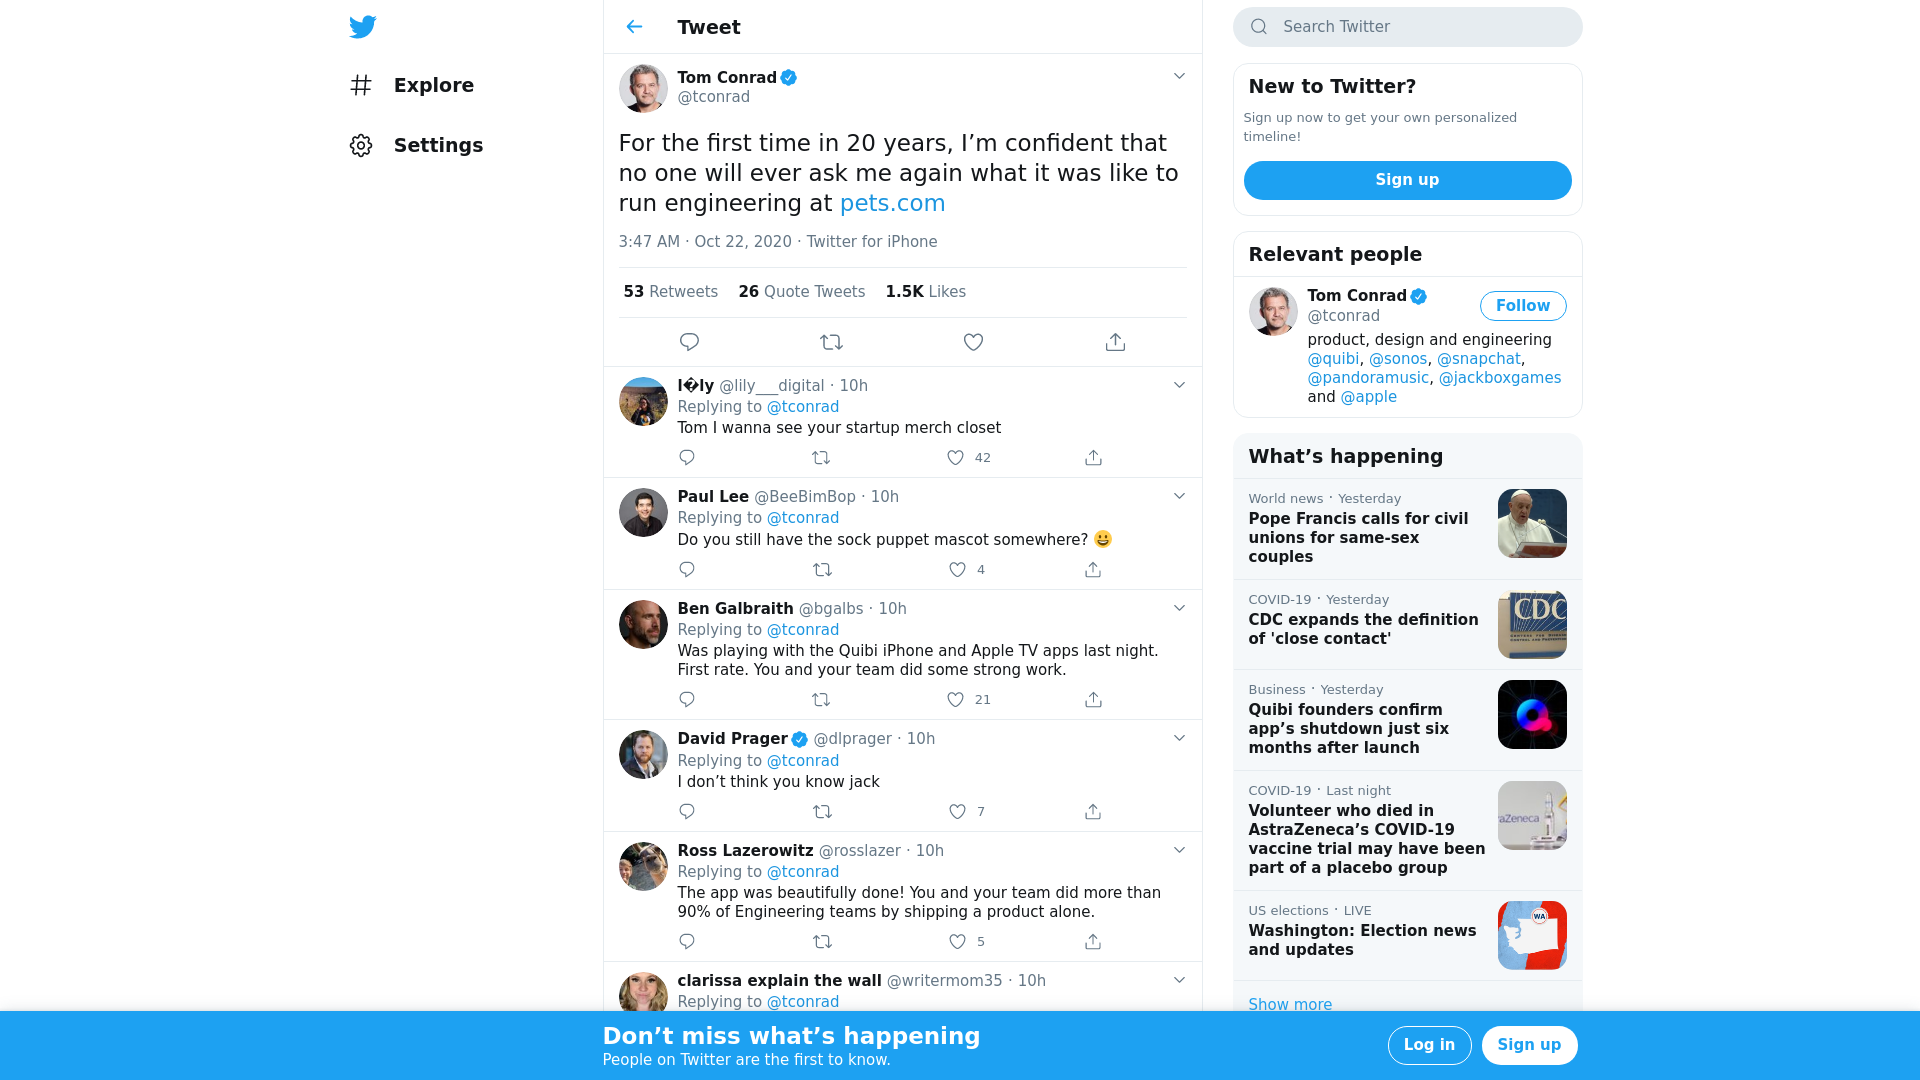 Explore
Settings
Tweet
Tom Conrad
@tconrad
For the first time in 20 years, I’m confident that
no one will ever ask me again what it was like to
run engineering at pets.com
3:47 AM · Oct 22, 2020 · Twitter for iPhone
53 Retweets 26 Quote Tweets 1.5K Likes
l�ly @lily___digital · 10h
Replying to @tconrad
Tom I wanna see your startup merch closet
42
Paul Lee @BeeBimBop · 10h
Replying to @tconrad
Do you still have the sock puppet mascot somewhere? 😀
4
Ben Galbraith @bgalbs · 10h
Replying to @tconrad
Was playing with the Quibi iPhone and Apple TV apps last night.
First rate. You and your team did some strong work.
21
David Prager @dlprager · 10h
Replying to @tconrad
I don’t think you know jack
7
Ross Lazerowitz @rosslazer · 10h
Replying to @tconrad
The app was beautifully done! You and your team did more than
90% of Engineering teams by shipping a product alone.
5
clarissa explain the wall @writermom35 · 10h
Replying to @tconrad
Search Twitter
New to Twitter?
Sign up now to get your own personalized
timeline!
Sign up
Relevant people
Tom Conrad
@tconrad
Follow
product, design and engineering
@quibi, @sonos, @snapchat,
@pandoramusic, @jackboxgames
and @apple
What’s happening
World news · Yesterday
Pope Francis calls for civil
unions for same-sex
couples
COVID-19 · Yesterday
CDC expands the definition
of 'close contact'
CDC
Business · Yesterday
Quibi founders confirm
app’s shutdown just six
months after launch
COVID-19 · Last night
Volunteer who died in
AstraZeneca’s COVID-19
vaccine trial may have been
part of a placebo group
aZeneca
US elections · LIVE
Washington: Election news
and updates
WA
Show more
Don’t miss what’s happening
People on Twitter are the first to know.
Log in
Sign up